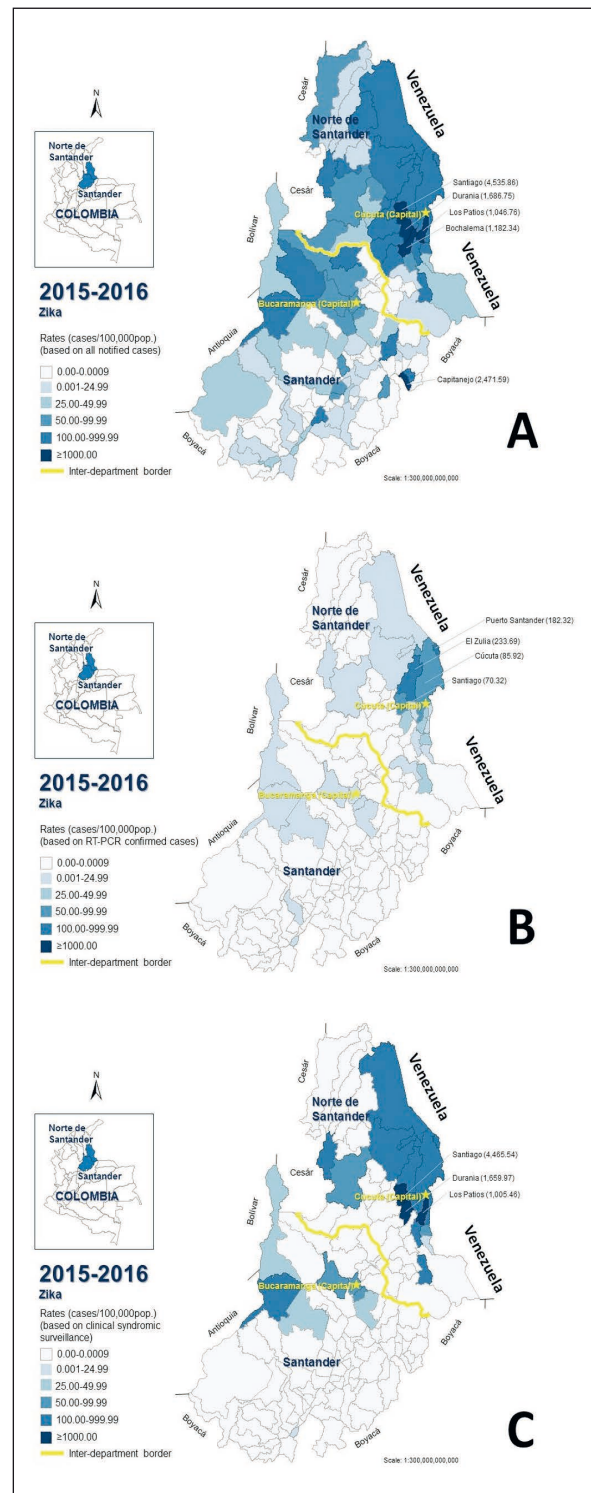 N
Norte de
Santander
Santander
COLOMBIA
2015-2016
Zika
Rates (cases/100,000pop.)
(based on all notified cases)
0.00-0.0009
0.001-24.99
25.00-49.99
50.00-99.99
100.00-999.99
≥1000.00
Inter-department border
Cesár
Venezuela
Norte de
Santander
Cesár
Santiago (4,535.86)
Durania (1,686.75)
Cúcuta (Capital)
Los Patios (1,046.76)
Bochalema (1,182.34)
Bolívar
Venezuela
Bucaramanga (Capital)
Antioquia
Boyacá
Santander
Capitanejo (2,471.59)
Boyacá
Boyacá
Scale: 1:300,000,000,000
A
N
Norte de
Santander
Santander
COLOMBIA
2015-2016
Zika
Rates (cases/100,000pop.)
(based on RT-PCR confirmed cases)
0.00-0.0009
0.001-24.99
25.00-49.99
50.00-99.99
100.00-999.99
≥1000.00
Inter-department border
Cesár
Venezuela
Norte de
Santander
Puerto Santander (182.32)
El Zulia (233.69)
Cesár
Cúcuta (85.92)
Santiago (70.32)
Cúcuta (Capital)
Bolívar
Venezuela
Bucaramanga (Capital)
Antioquia
Boyacá
Santander
Boyacá
Boyacá
Scale: 1:300,000,000,000
B
N
Norte de
Santander
Santander
COLOMBIA
2015-2016
Zika
Rates (cases/100,000pop.)
(based on clinical syndromic
surveillance)
0.00-0.0009
0.001-24.99
25.00-49.99
50.00-99.99
100.00-999.99
≥1000.00
Inter-department border
Cesár
Venezuela
Norte de
Santander
Santiago (4,465.54)
Cesár
Durania (1,659.97)
Cúcuta (Capital)
Los Patios (1,005.46)
Bolívar
Venezuela
Bucaramanga (Capital)
Antioquia
Boyacá
Santander
Boyacá
Boyacá
Scale: 1:300,000,000,000
C